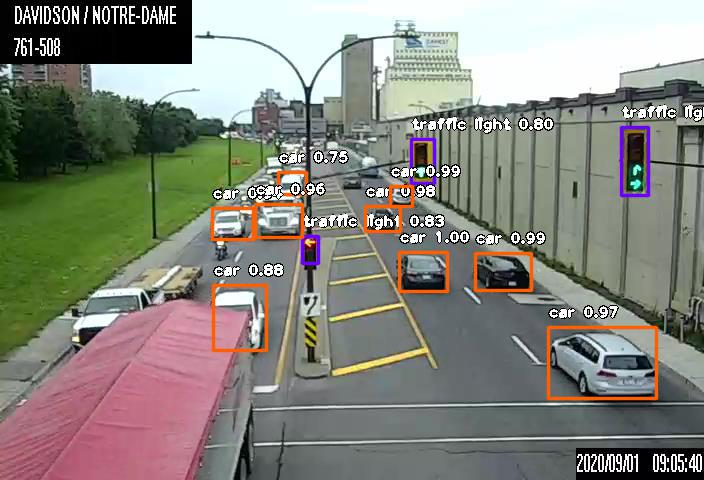 DAVIDSON / NOTRE-DAME
761-508
traffic light 0.80
traffic lig
car 0.75
car 0.99
car 0.96
car 0.98
traffic light 0.83
car 1.00
car 0.99
car 0.88
car 0.97
2020/09/01 09:05:40